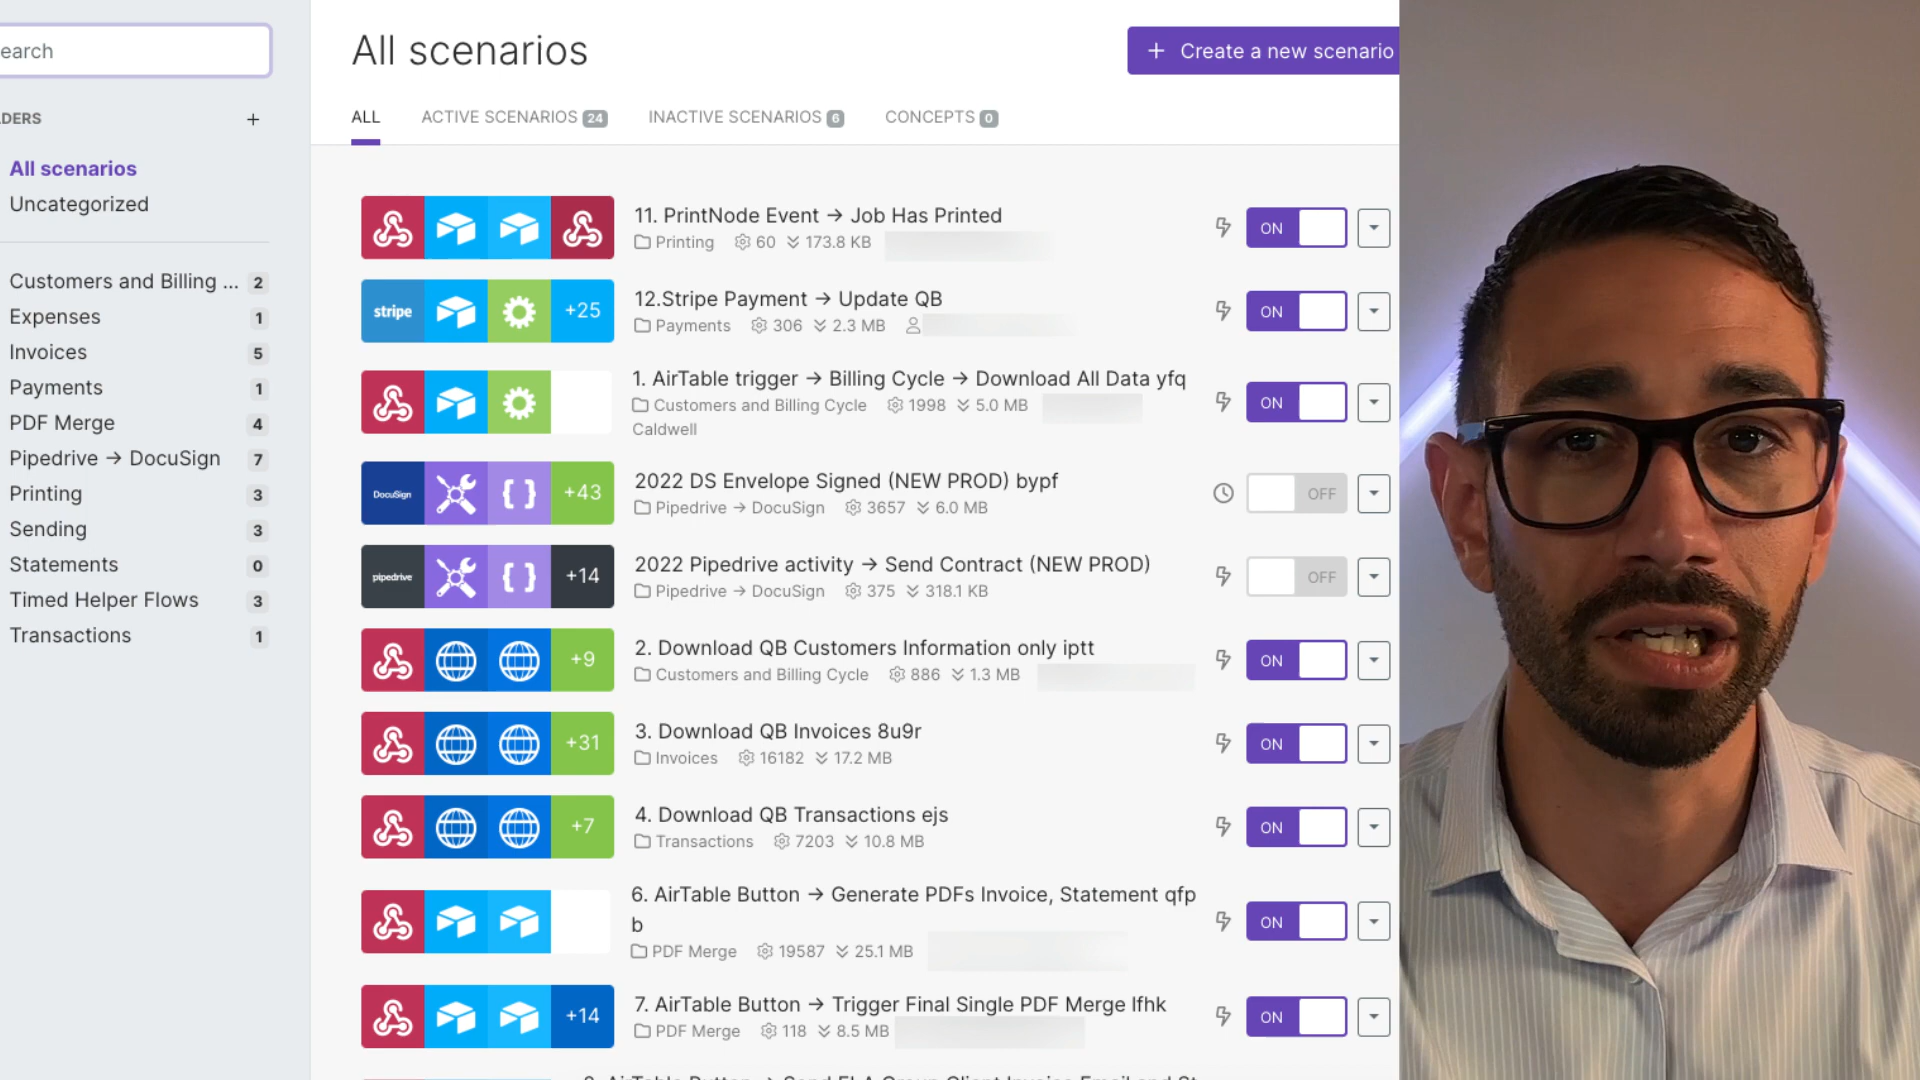 earch
DERS
+
All scenarios
Uncategorized
Customers and Billing ... 2
Expenses 1
Invoices 5
Payments 1
PDF Merge 4
Pipedrive → DocuSign 7
Printing 3
Sending 3
Statements 0
Timed Helper Flows 3
Transactions 1
All scenarios
+ Create a new scenario
ALL ACTIVE SCENARIOS 24 INACTIVE SCENARIOS 6 CONCEPTS 0
11. PrintNode Event → Job Has Printed
Printing 60 173.8 KB
ON
stripe +25
12.Stripe Payment → Update QB
Payments 306 2.3 MB
ON
1. AirTable trigger → Billing Cycle → Download All Data yfq
Customers and Billing Cycle 1998 5.0 MB
Caldwell
ON
DocuSign { } +43
2022 DS Envelope Signed (NEW PROD) bypf
Pipedrive → DocuSign 3657 6.0 MB
OFF
pipedrive { } +14
2022 Pipedrive activity → Send Contract (NEW PROD)
Pipedrive → DocuSign 375 318.1 KB
OFF
+9
2. Download QB Customers Information only iptt
Customers and Billing Cycle 886 1.3 MB
ON
+31
3. Download QB Invoices 8u9r
Invoices 16182 17.2 MB
ON
+7
4. Download QB Transactions ejs
Transactions 7203 10.8 MB
ON
6. AirTable Button → Generate PDFs Invoice, Statement qfp
b
PDF Merge 19587 25.1 MB
ON
+14
7. AirTable Button → Trigger Final Single PDF Merge lfhk
PDF Merge 118 8.5 MB
ON